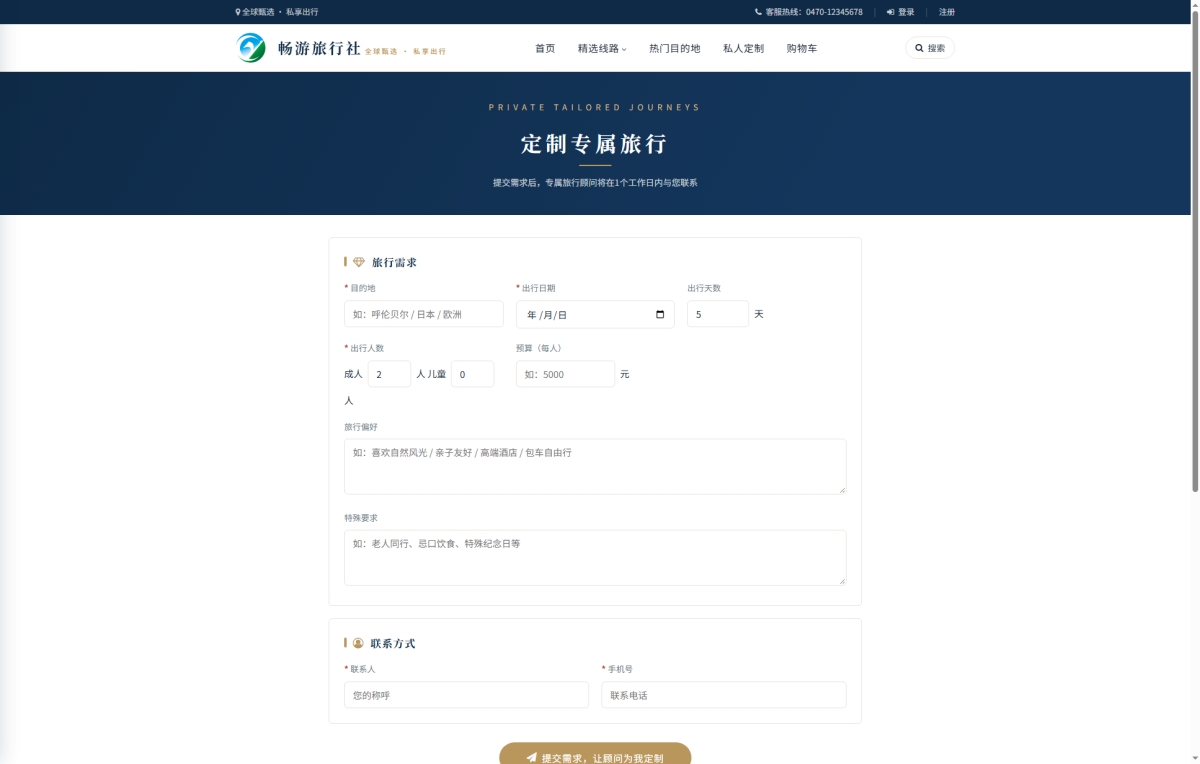 全球甄选 · 私享出行
客服热线：0470-12345678
登录
注册
畅游旅行社 全球甄选 · 私享出行
首页
精选线路
热门目的地
私人定制
购物车
搜索
PRIVATE TAILORED JOURNEYS
定制专属旅行
提交需求后，专属旅行顾问将在1个工作日内与您联系
旅行需求
* 目的地
* 出行日期
出行天数
如：呼伦贝尔 / 日本 / 欧洲
年 /月/日
5 天
* 出行人数
预算（每人）
成人 2 人 儿童 0
人
如：5000 元
旅行偏好
如：喜欢自然风光 / 亲子友好 / 高端酒店 / 包车自由行
特殊要求
如：老人同行、忌口饮食、特殊纪念日等
联系方式
* 联系人
* 手机号
您的称呼
联系电话
提交需求，让顾问为我定制